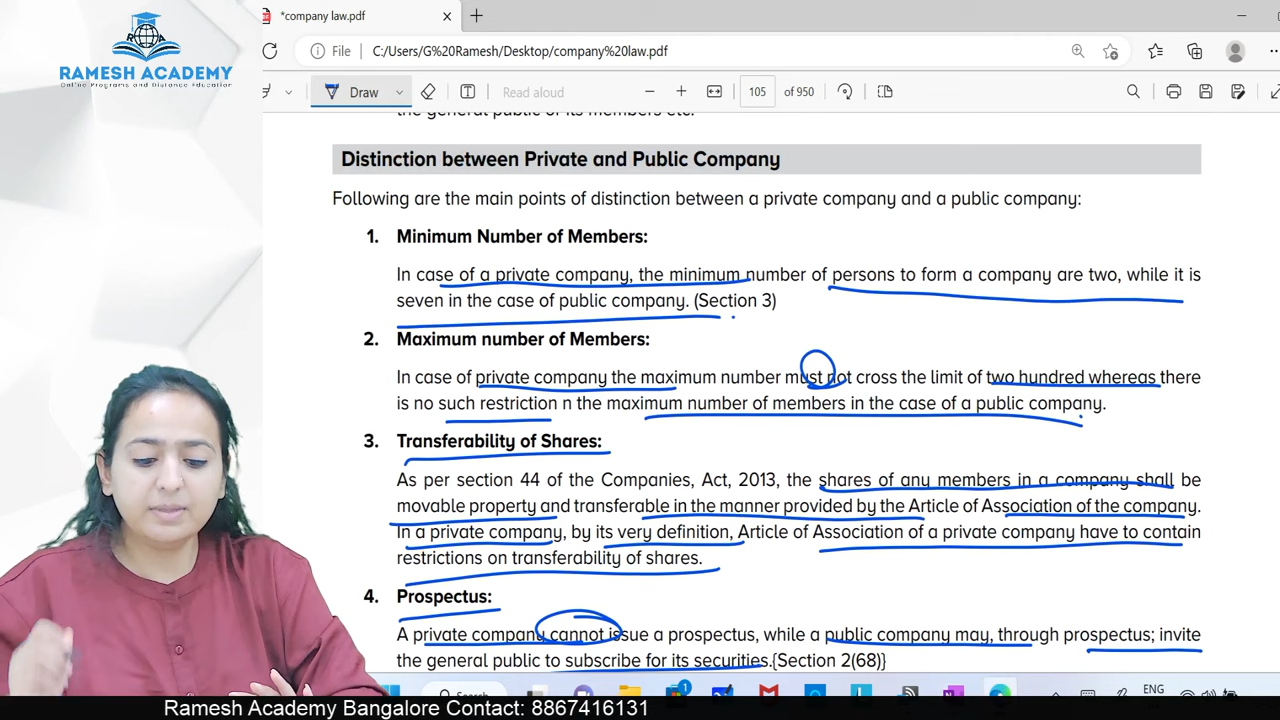 *company law.pdf
RAMESH ACADEMY
Online Programs and Distance Education
File C:/Users/G%20Ramesh/Desktop/company%20law.pdf
Draw Read aloud 105 of 950
the general public or its members etc.
Distinction between Private and Public Company
Following are the main points of distinction between a private company and a public company:
1. Minimum Number of Members:
In case of a private company, the minimum number of persons to form a company are two, while it is
seven in the case of public company. (Section 3)
2. Maximum number of Members:
In case of private company the maximum number must not cross the limit of two hundred whereas there
is no such restriction n the maximum number of members in the case of a public company.
3. Transferability of Shares:
As per section 44 of the Companies, Act, 2013, the shares of any members in a company shall be
movable property and transferable in the manner provided by the Article of Association of the company.
In a private company, by its very definition, Article of Association of a private company have to contain
restrictions on transferability of shares.
4. Prospectus:
A private company cannot issue a prospectus, while a public company may, through prospectus; invite
the general public to subscribe for its securities.{Section 2(68)}
Search
ENG
Ramesh Academy Bangalore Contact: 8867416131